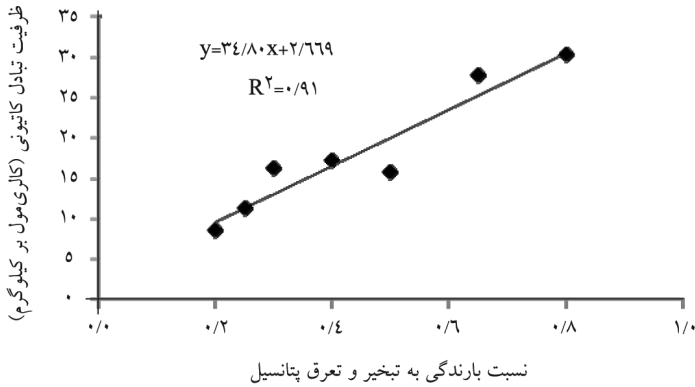 ظرفیت تبادل کاتیونی (کالری‌مول بر کیلوگرم)
۳۵
y=۳٤/۸۰x+۲/٦٦۹
R۲=۰/۹۱
۳۰
۲۵
۲۰
۱۵
۱۰
۵
۰
۰/۰ ۰/۲ ۰/٤ ۰/٦ ۰/۸ ۱/۰
نسبت بارندگی به تبخیر و تعرق پتانسیل